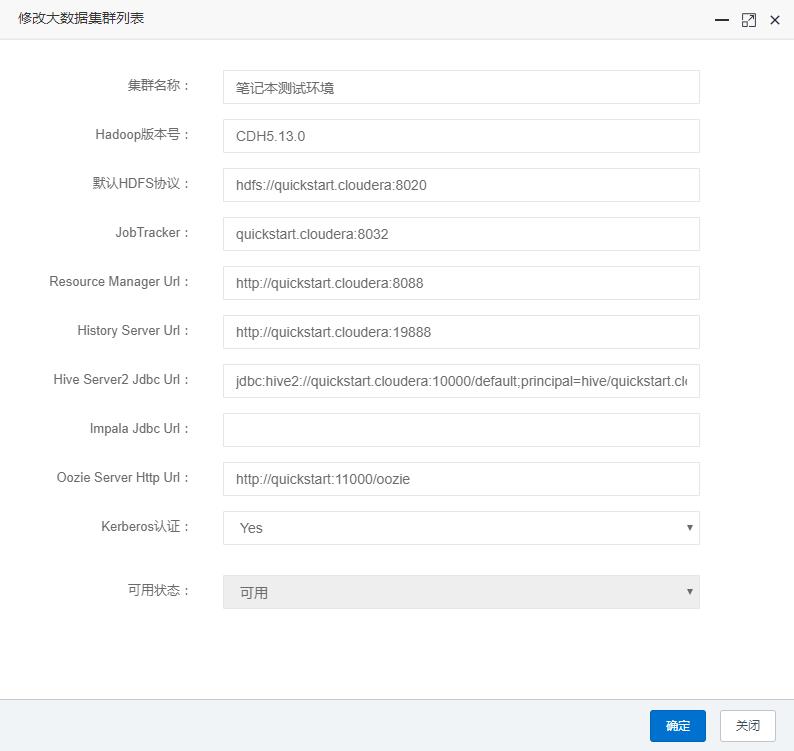 修改大数据集群列表
集群名称： 笔记本测试环境
Hadoop版本号： CDH5.13.0
默认HDFS协议： hdfs://quickstart.cloudera:8020
JobTracker： quickstart.cloudera:8032
Resource Manager Url： http://quickstart.cloudera:8088
History Server Url： http://quickstart.cloudera:19888
Hive Server2 Jdbc Url： jdbc:hive2://quickstart.cloudera:10000/default;principal=hive/quickstart.clo
Impala Jdbc Url：
Oozie Server Http Url： http://quickstart:11000/oozie
Kerberos认证： Yes
可用状态： 可用
确定 关闭